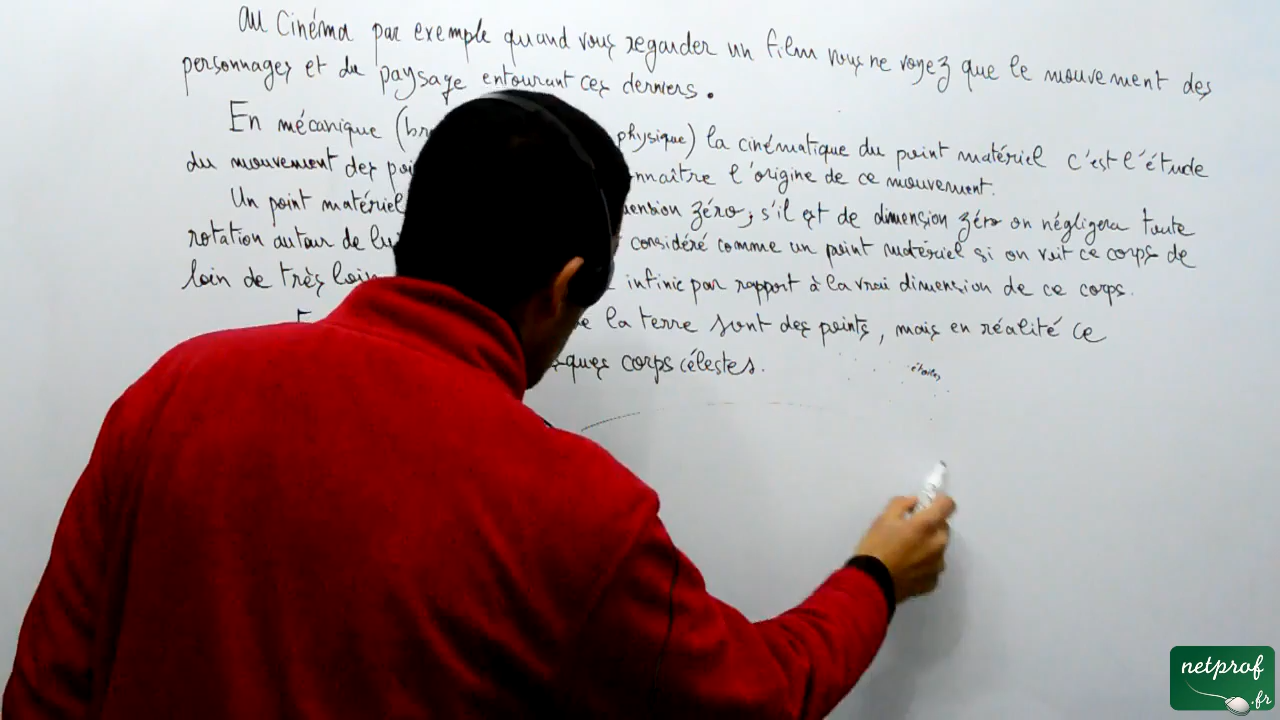 au Cinéma par exemple quand vous regarder un film vous ne voyez que le mouvement des
personnages et du paysage entourant ces derniers.
En mécanique (br physique) la cinématique du point matériel c'est l'étude
du mouvement des poi nnaître l'origine de ce mouvement.
Un point matériel ension zéro, s'il est de dimension zéro on négligera toute
rotation autour de lui considéré comme un point matériel si on voit ce corps de
loin de très loin infinie par rapport à la vrai dimension de ce corps.
la terre sont des points, mais en réalité ce
ques corps célestes.
étoiles
netprof
.fr